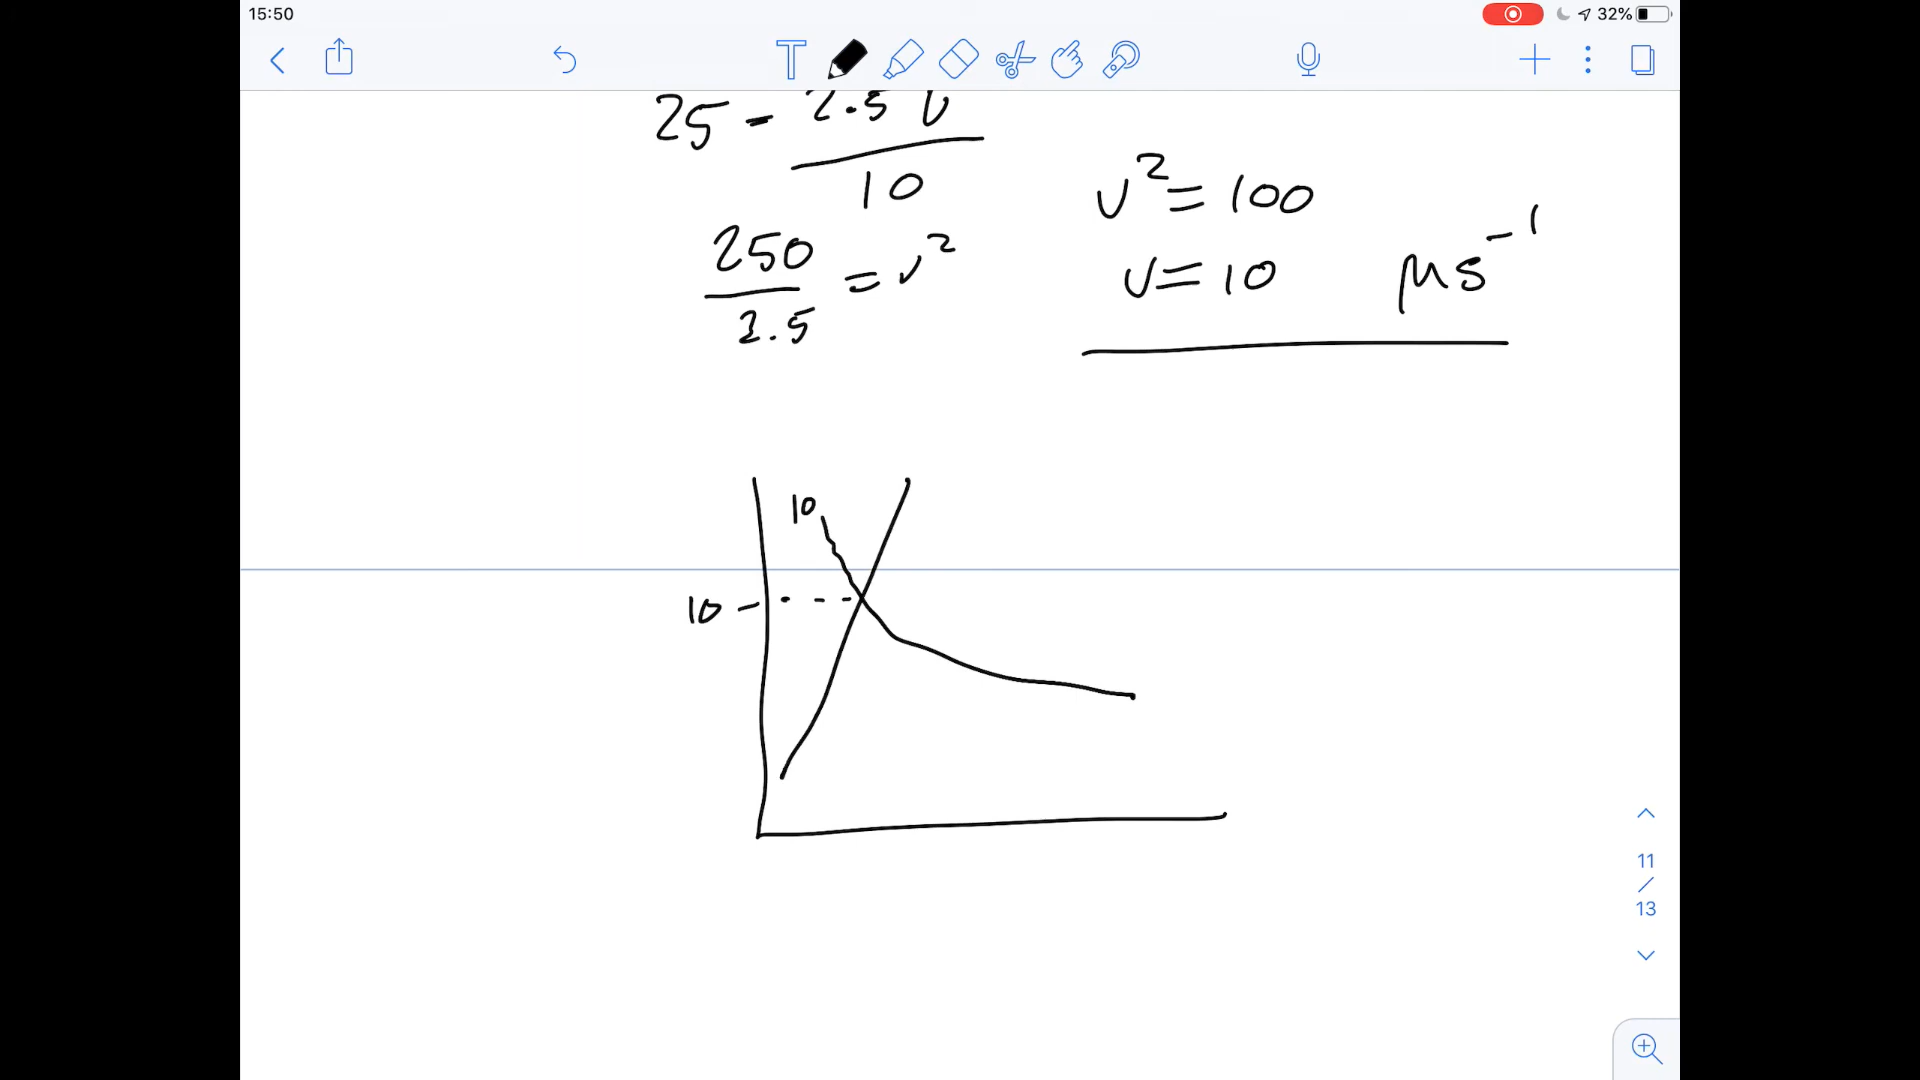 15:50
32%
T
25 - 2.5 v
10
v² = 100
250 = v²
2.5
v = 10 ms⁻¹
10
10
11
/
13